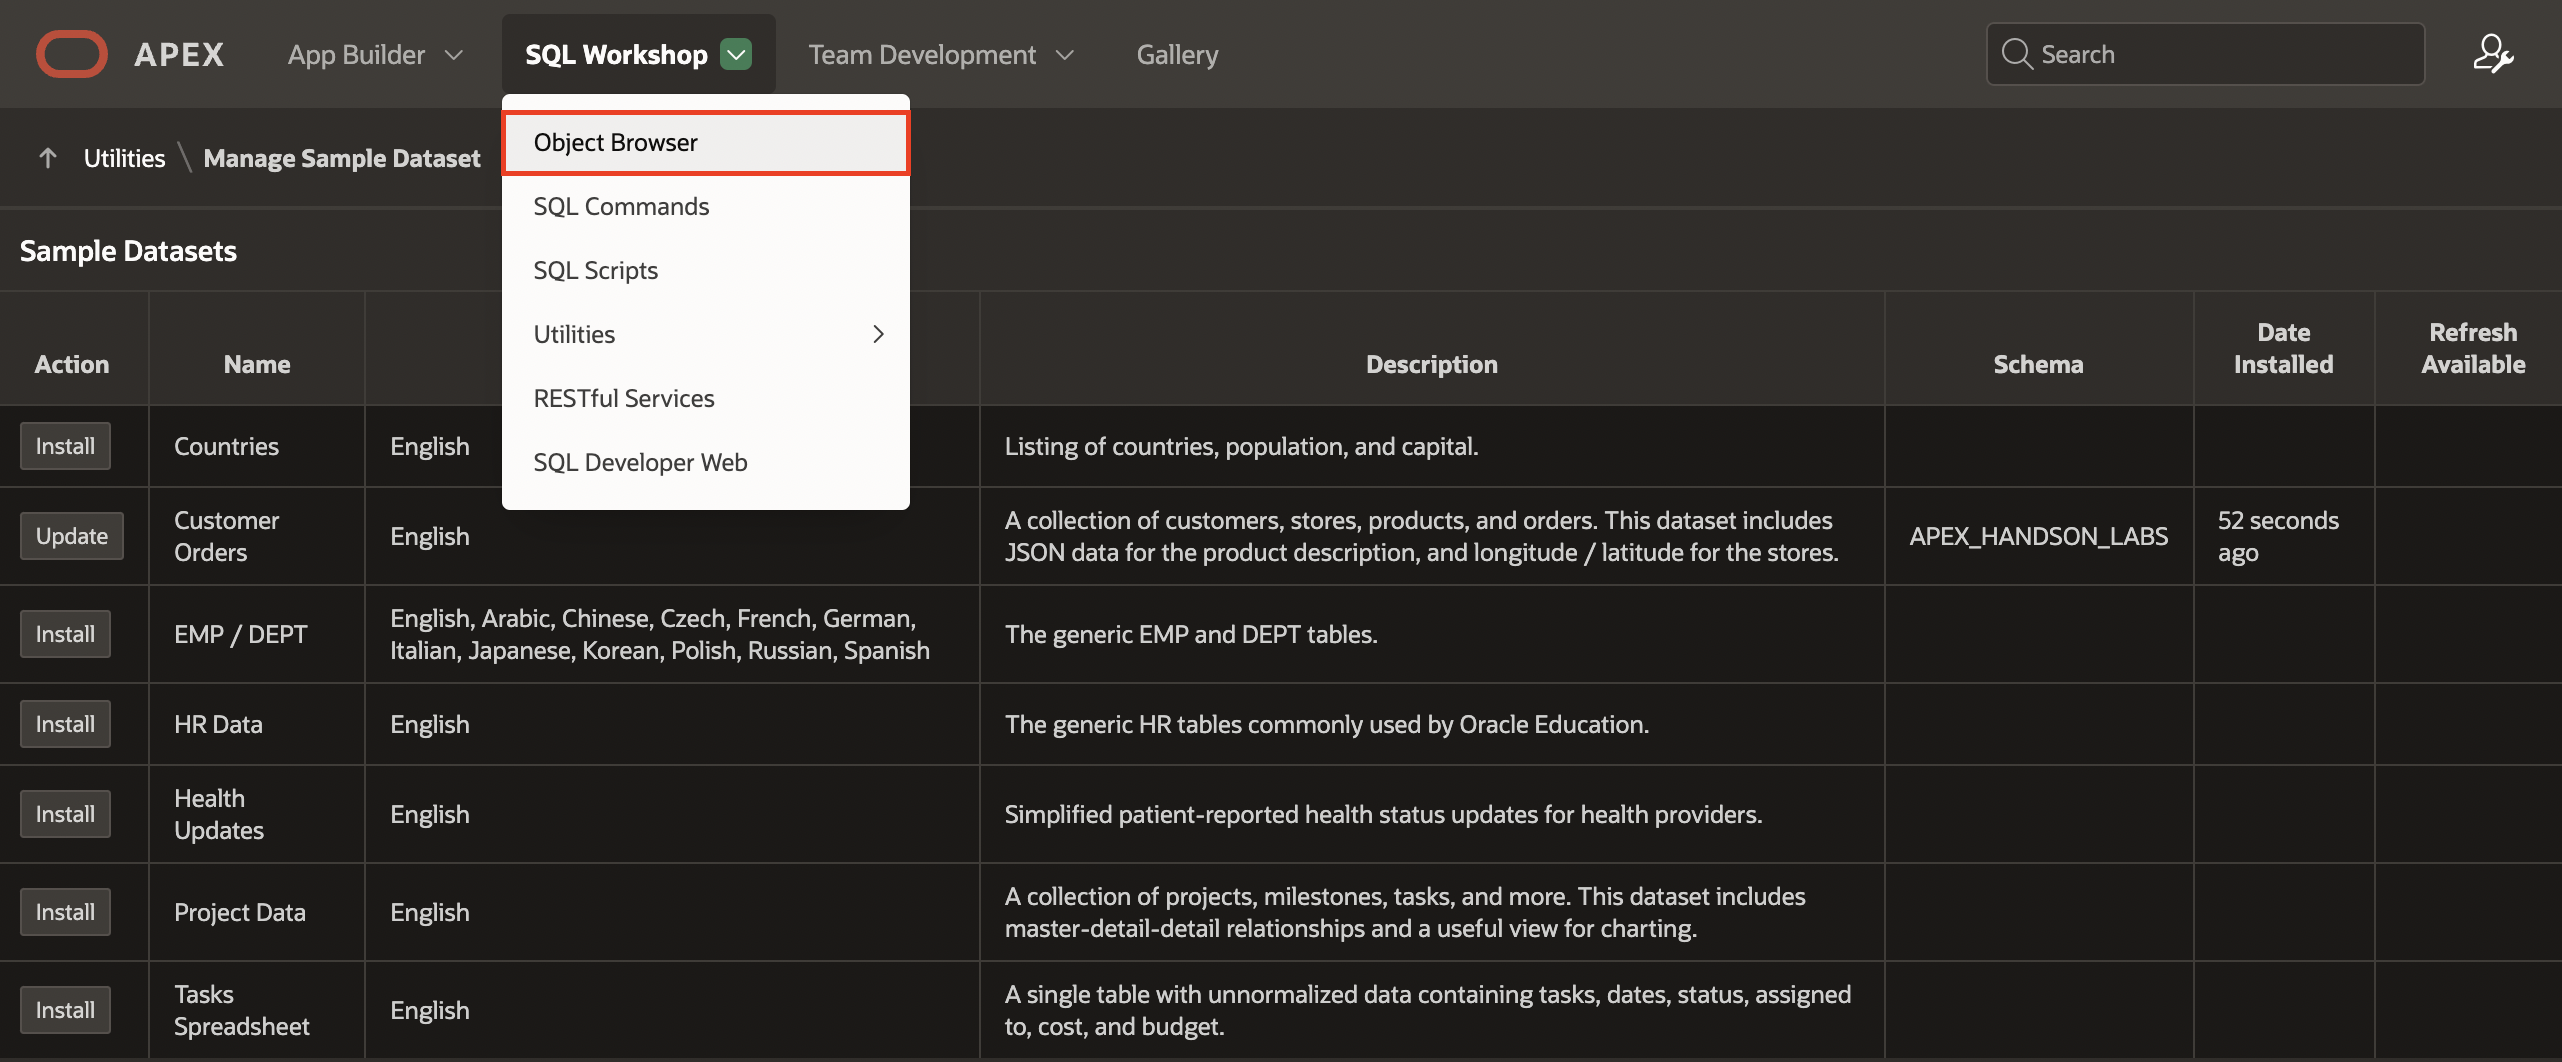 APEX
App Builder
SQL Workshop
Team Development
Gallery
Search
Utilities \ Manage Sample Dataset
Object Browser
SQL Commands
SQL Scripts
Utilities
RESTful Services
SQL Developer Web
Sample Datasets
Action
Name
Description
Schema
Date
Installed
Refresh
Available
Install
Countries
English
Listing of countries, population, and capital.
Update
Customer
Orders
English
A collection of customers, stores, products, and orders. This dataset includes
JSON data for the product description, and longitude / latitude for the stores.
APEX_HANDSON_LABS
52 seconds
ago
Install
EMP / DEPT
English, Arabic, Chinese, Czech, French, German,
Italian, Japanese, Korean, Polish, Russian, Spanish
The generic EMP and DEPT tables.
Install
HR Data
English
The generic HR tables commonly used by Oracle Education.
Install
Health
Updates
English
Simplified patient-reported health status updates for health providers.
Install
Project Data
English
A collection of projects, milestones, tasks, and more. This dataset includes
master-detail-detail relationships and a useful view for charting.
Install
Tasks
Spreadsheet
English
A single table with unnormalized data containing tasks, dates, status, assigned
to, cost, and budget.